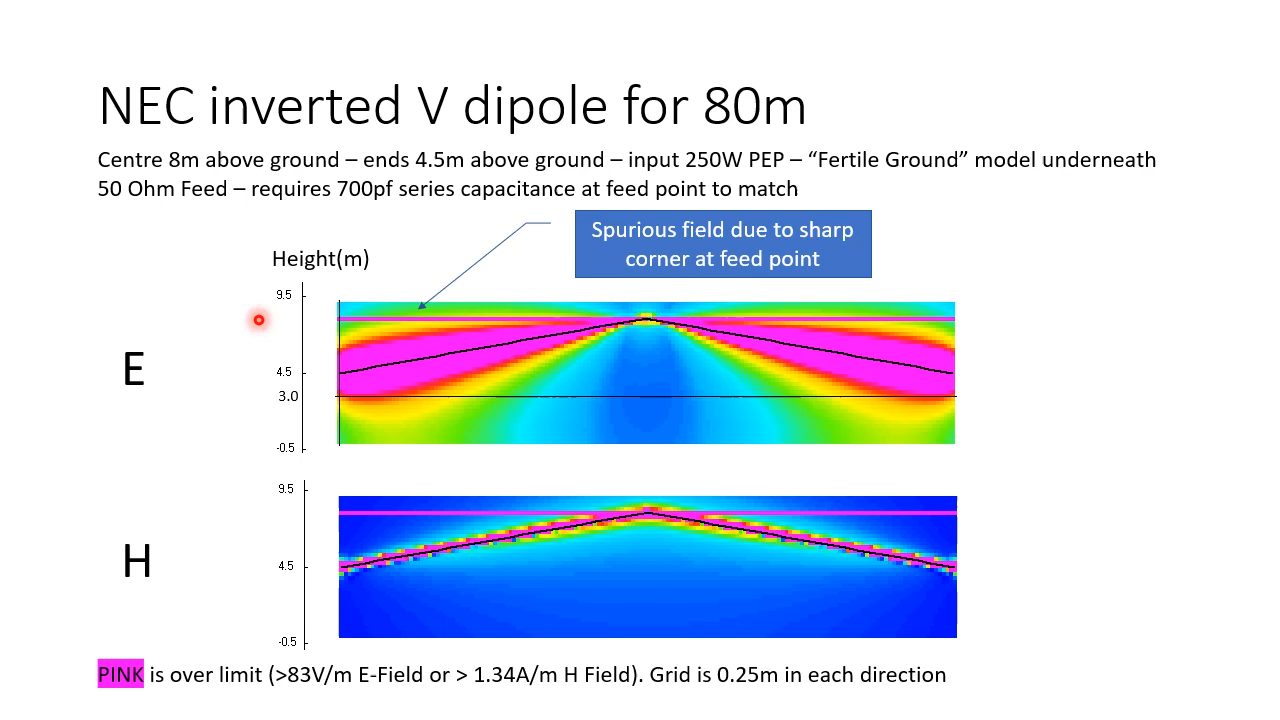 NEC inverted V dipole for 80m
Centre 8m above ground – ends 4.5m above ground – input 250W PEP – “Fertile Ground” model underneath
50 Ohm Feed – requires 700pf series capacitance at feed point to match
Spurious field due to sharp
corner at feed point
Height(m)
9.5
E
4.5
3.0
-0.5
9.5
H
4.5
-0.5
PINK is over limit (>83V/m E-Field or > 1.34A/m H Field). Grid is 0.25m in each direction